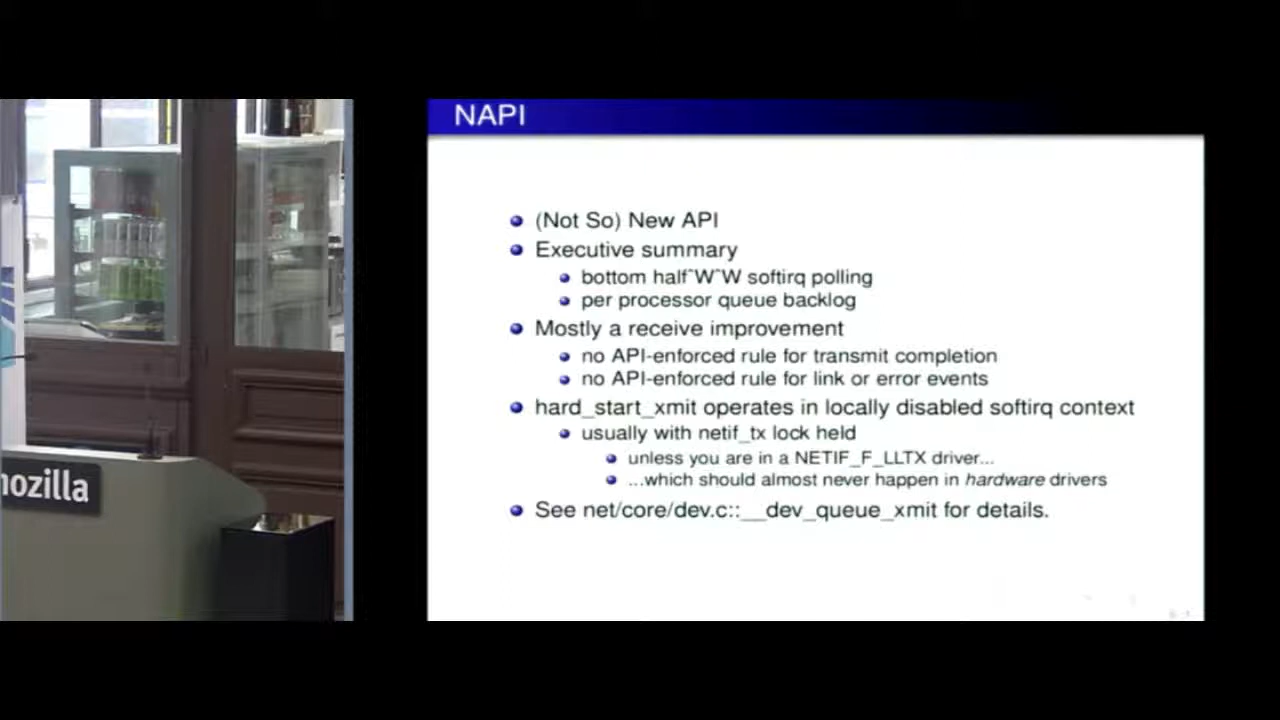 NAPI
(Not So) New API
Executive summary
bottom half^W^W softirq polling
per processor queue backlog
Mostly a receive improvement
no API-enforced rule for transmit completion
no API-enforced rule for link or error events
hard_start_xmit operates in locally disabled softirq context
usually with netif_tx lock held
unless you are in a NETIF_F_LLTX driver...
...which should almost never happen in hardware drivers
See net/core/dev.c::__dev_queue_xmit for details.
mozilla